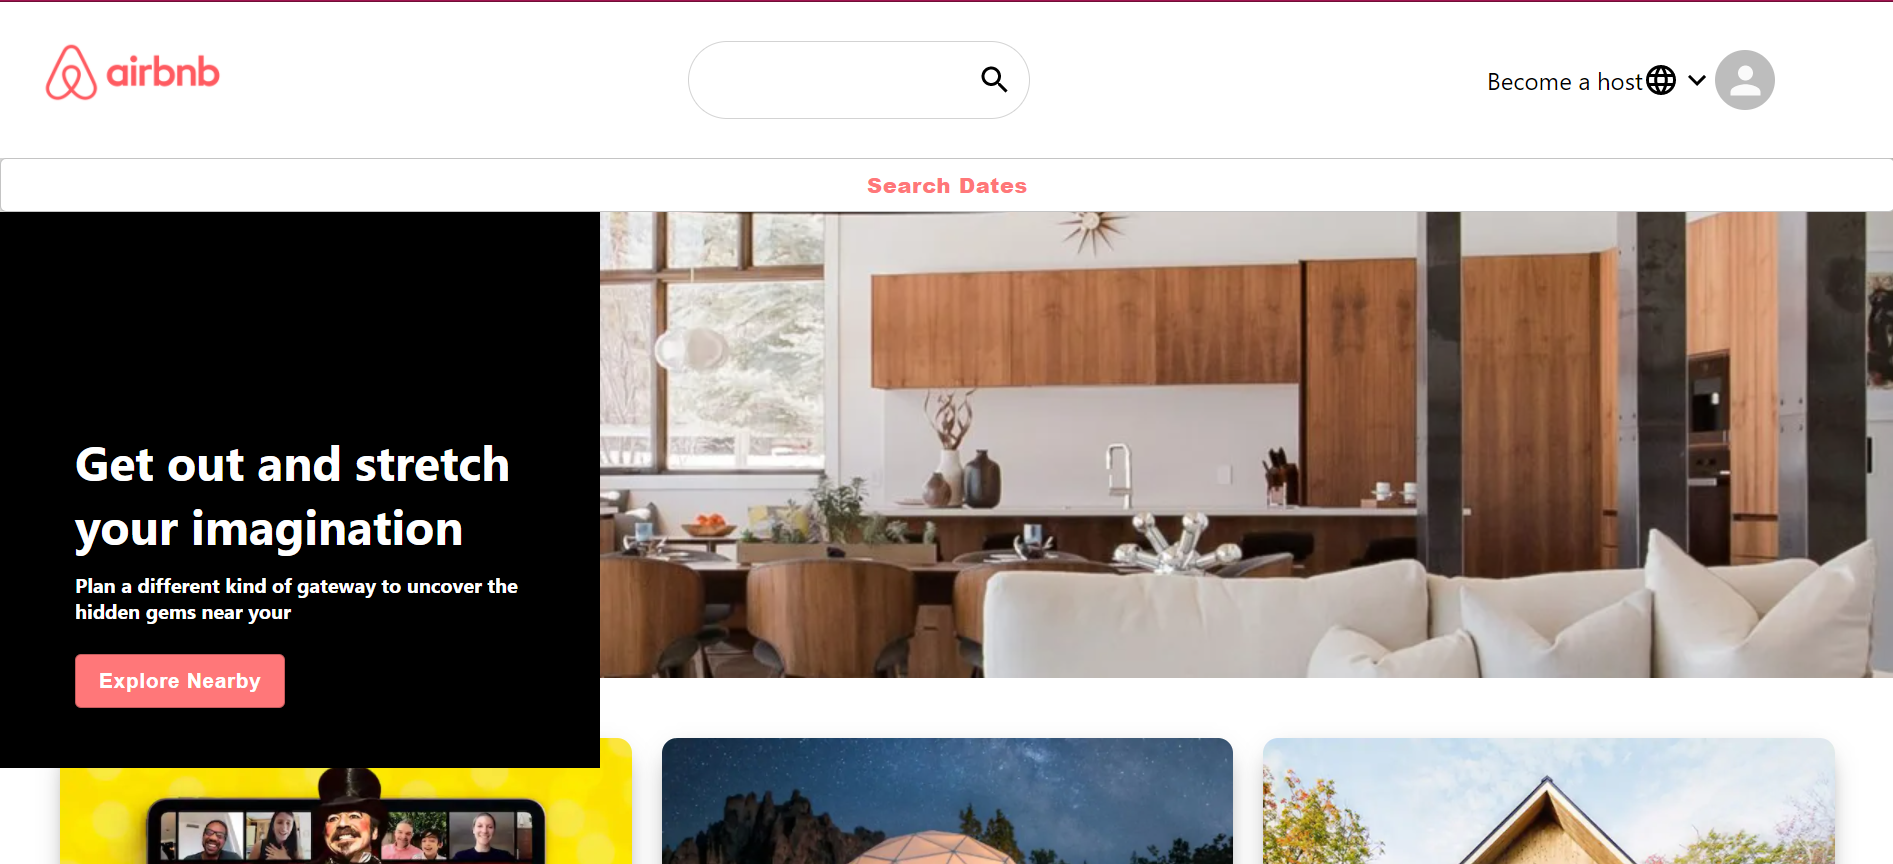 airbnb
Become a host
Search Dates
Get out and stretch
your imagination
Plan a different kind of gateway to uncover the
hidden gems near your
Explore Nearby